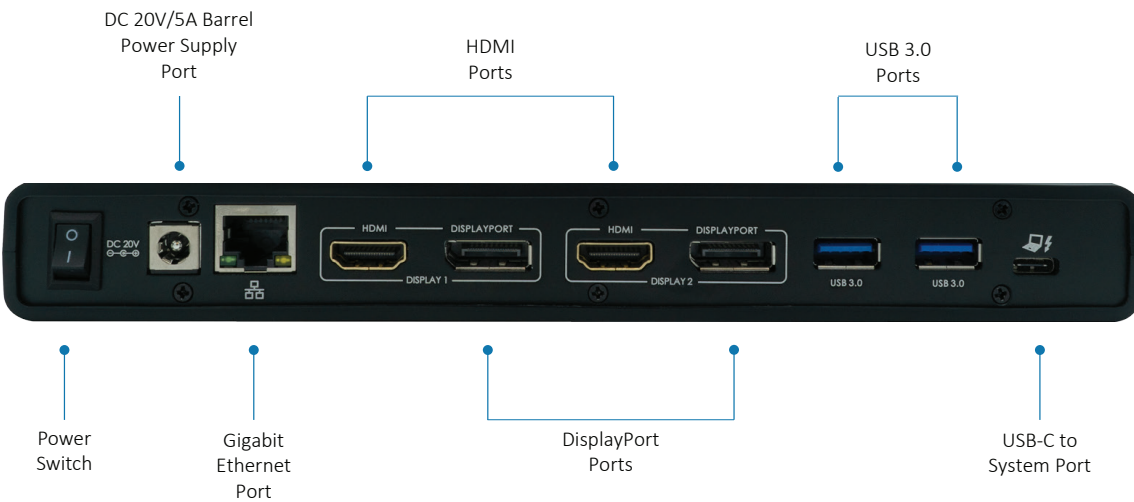 DC 20V/5A Barrel
Power Supply
Port
HDMI
Ports
USB 3.0
Ports
DC 20V
HDMI
DISPLAYPORT
DISPLAY 1
HDMI
DISPLAYPORT
DISPLAY 2
USB 3.0
USB 3.0
Power
Switch
Gigabit
Ethernet
Port
DisplayPort
Ports
USB-C to
System Port